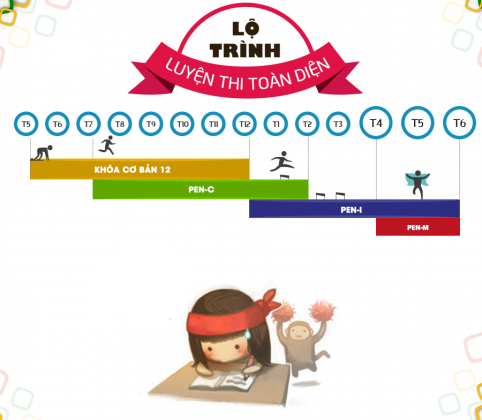 LỘ
TRÌNH
LUYỆN THI TOÀN DIỆN
T5 T6 T7 T8 T9 T10 T11 T12 T1 T2 T3 T4 T5 T6
KHÓA CƠ BẢN 12
PEN-C
PEN-I
PEN-M